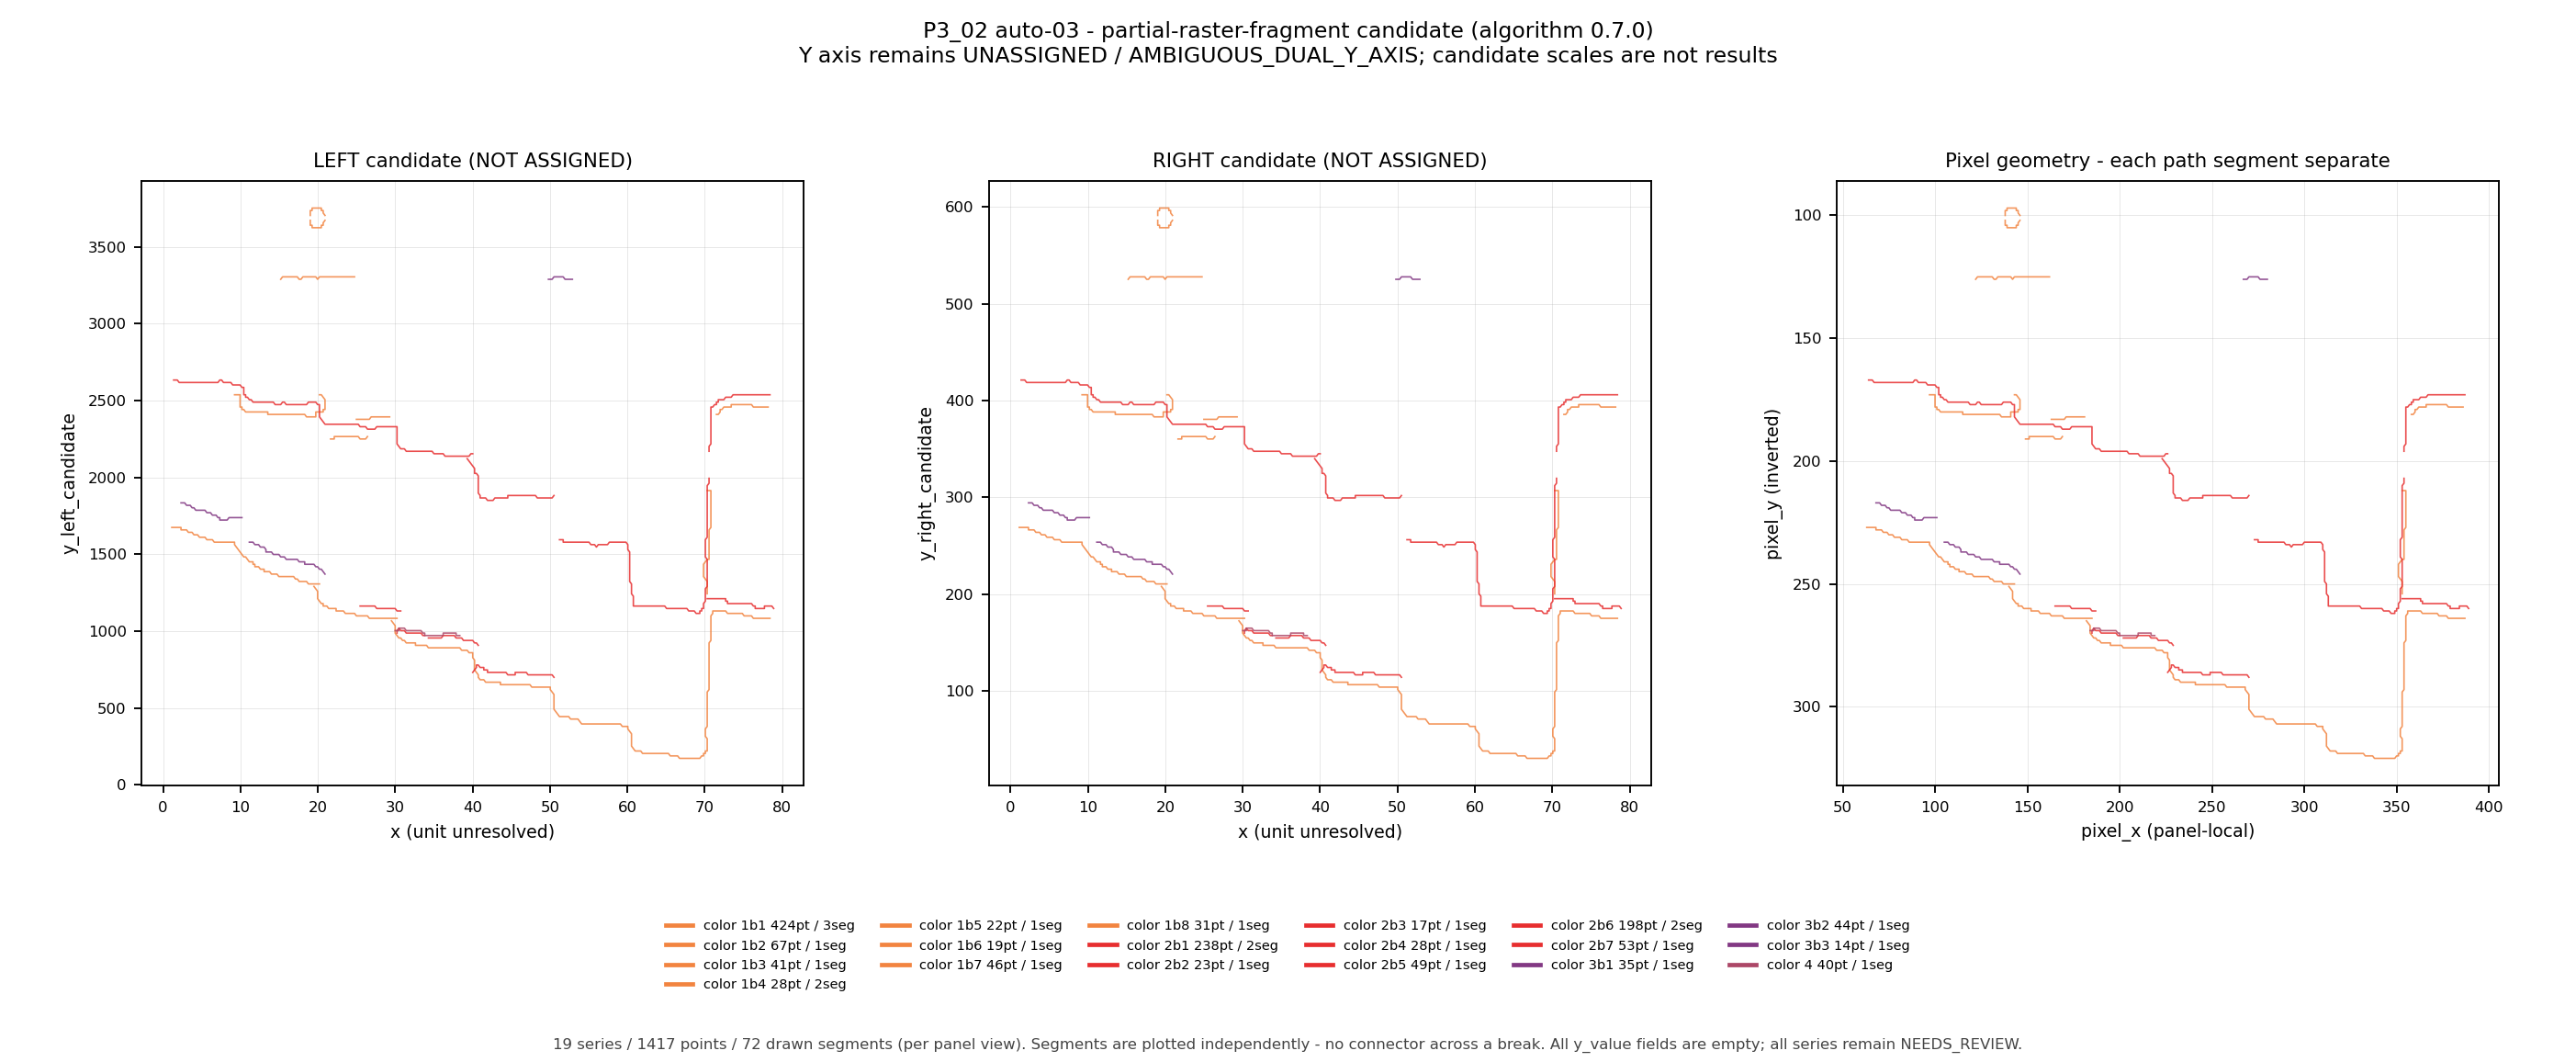 P3_02 auto-03 - partial-raster-fragment candidate (algorithm 0.7.0)
Y axis remains UNASSIGNED / AMBIGUOUS_DUAL_Y_AXIS; candidate scales are not results
LEFT candidate (NOT ASSIGNED)
3500
3000
2500
2000
1500
1000
500
0
y_left_candidate
0 10 20 30 40 50 60 70 80
x (unit unresolved)
RIGHT candidate (NOT ASSIGNED)
600
500
400
300
200
100
y_right_candidate
0 10 20 30 40 50 60 70 80
x (unit unresolved)
Pixel geometry - each path segment separate
100
150
200
250
300
pixel_y (inverted)
50 100 150 200 250 300 350 400
pixel_x (panel-local)
color 1b1 424pt / 3seg
color 1b2 67pt / 1seg
color 1b3 41pt / 1seg
color 1b4 28pt / 2seg
color 1b5 22pt / 1seg
color 1b6 19pt / 1seg
color 1b7 46pt / 1seg
color 1b8 31pt / 1seg
color 2b1 238pt / 2seg
color 2b2 23pt / 1seg
color 2b3 17pt / 1seg
color 2b4 28pt / 1seg
color 2b5 49pt / 1seg
color 2b6 198pt / 2seg
color 2b7 53pt / 1seg
color 3b1 35pt / 1seg
color 3b2 44pt / 1seg
color 3b3 14pt / 1seg
color 4 40pt / 1seg
19 series / 1417 points / 72 drawn segments (per panel view). Segments are plotted independently - no connector across a break. All y_value fields are empty; all series remain NEEDS_REVIEW.